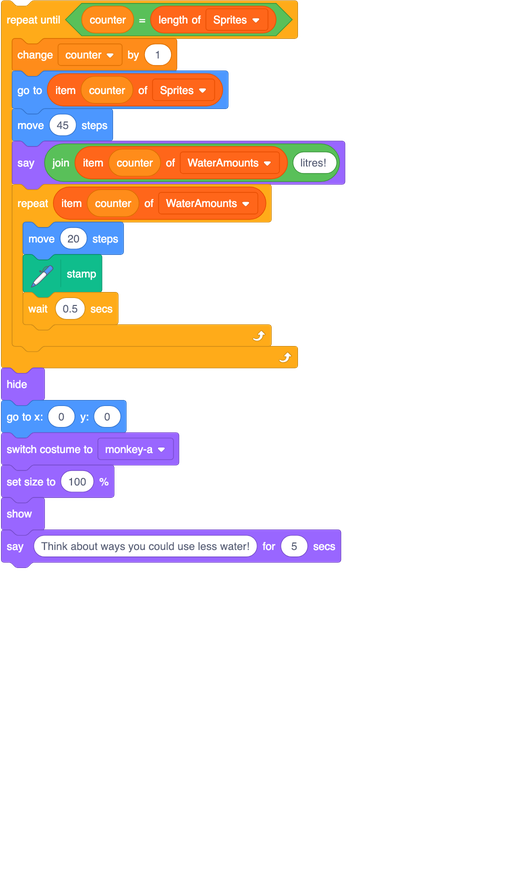 repeat until counter = length of Sprites
change counter by 1
go to item counter of Sprites
move 45 steps
say join item counter of WaterAmounts litres!
repeat item counter of WaterAmounts
move 20 steps
stamp
wait 0.5 secs
hide
go to x: 0 y: 0
switch costume to monkey-a
set size to 100 %
show
say Think about ways you could use less water! for 5 secs